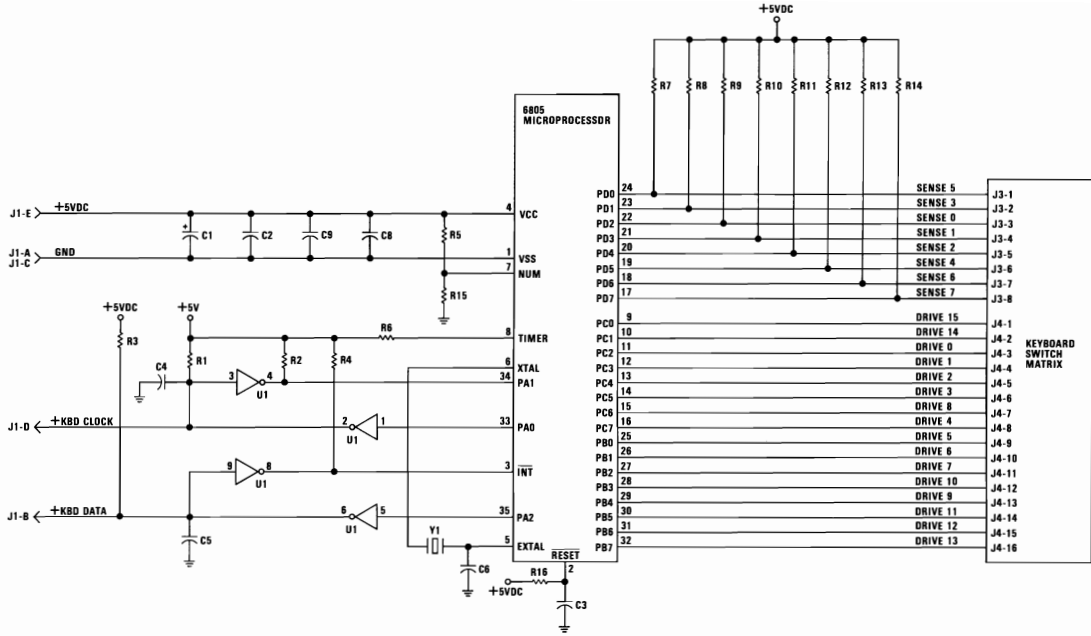 +5VDC
R7 R8 R9 R10 R11 R12 R13 R14
6805
MICROPROCESSDR
J1-E +5VDC
C1 C2 C9 C8
J1-A GND
J1-C
R5
R15
4 VCC
1 VSS
7 NUM
8 TIMER
6 XTAL
34 PA1
33 PA0
3 INT
35 PA2
5 EXTAL
RESET
2
+5VDC
R3
+5V
R1
R2
R4
R6
C4
3 4
U1
J1-D +KBD CLOCK
2 1
U1
9 8
U1
J1-B +KBD DATA
6 5
U1
C5
Y1
C6
+5VDC
R16
C3
PD0 24 SENSE 5 J3-1
PD1 23 SENSE 3 J3-2
PD2 22 SENSE 0 J3-3
PD3 21 SENSE 1 J3-4
PD4 20 SENSE 2 J3-5
PD5 19 SENSE 4 J3-6
PD6 18 SENSE 6 J3-7
PD7 17 SENSE 7 J3-8
PC0 9 DRIVE 15 J4-1
PC1 10 DRIVE 14 J4-2
PC2 11 DRIVE 0 J4-3
PC3 12 DRIVE 1 J4-4
PC4 13 DRIVE 2 J4-5
PC5 14 DRIVE 3 J4-6
PC6 15 DRIVE 8 J4-7
PC7 16 DRIVE 4 J4-8
PB0 25 DRIVE 5 J4-9
PB1 26 DRIVE 6 J4-10
PB2 27 DRIVE 7 J4-11
PB3 28 DRIVE 10 J4-12
PB4 29 DRIVE 9 J4-13
PB5 30 DRIVE 11 J4-14
PB6 31 DRIVE 12 J4-15
PB7 32 DRIVE 13 J4-16
KEYBOARD
SWITCH
MATRIX